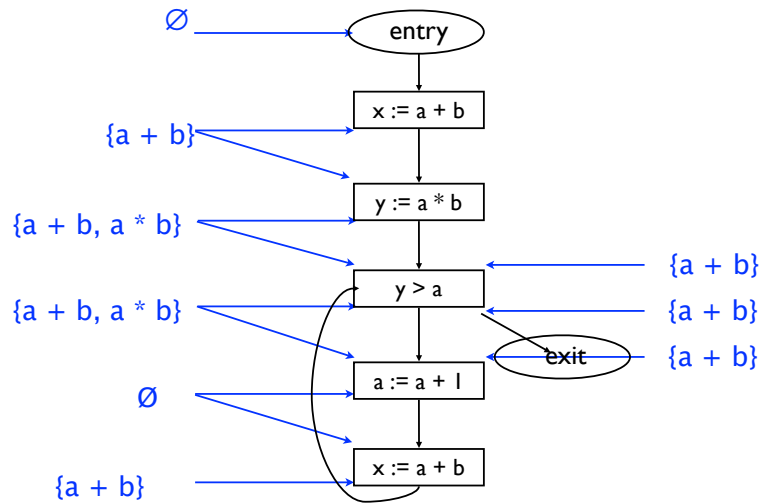 ∅
entry
x := a + b
{a + b}
y := a * b
{a + b, a * b}
{a + b}
y > a
{a + b}
{a + b, a * b}
exit
{a + b}
a := a + 1
∅
x := a + b
{a + b}